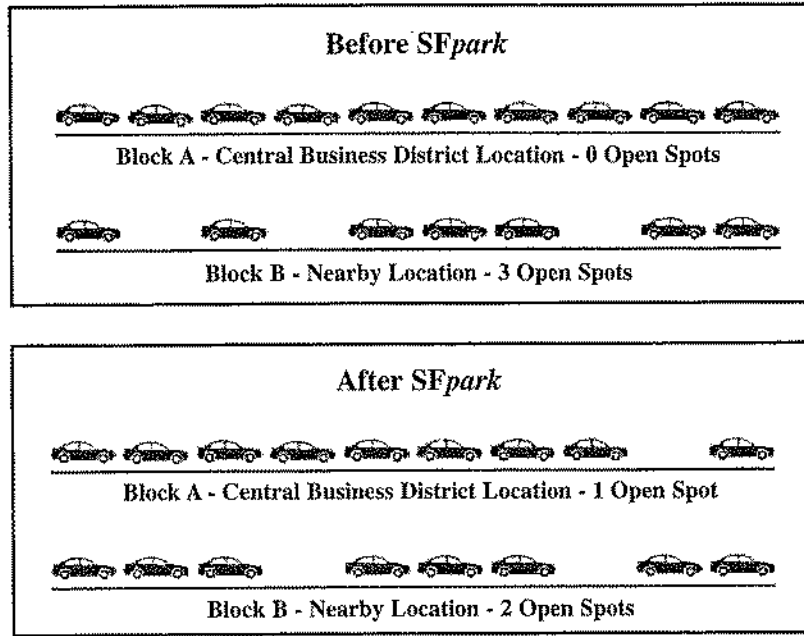 Before SFpark
Block A - Central Business District Location - 0 Open Spots
Block B - Nearby Location - 3 Open Spots
After SFpark
Block A - Central Business District Location - 1 Open Spot
Block B - Nearby Location - 2 Open Spots